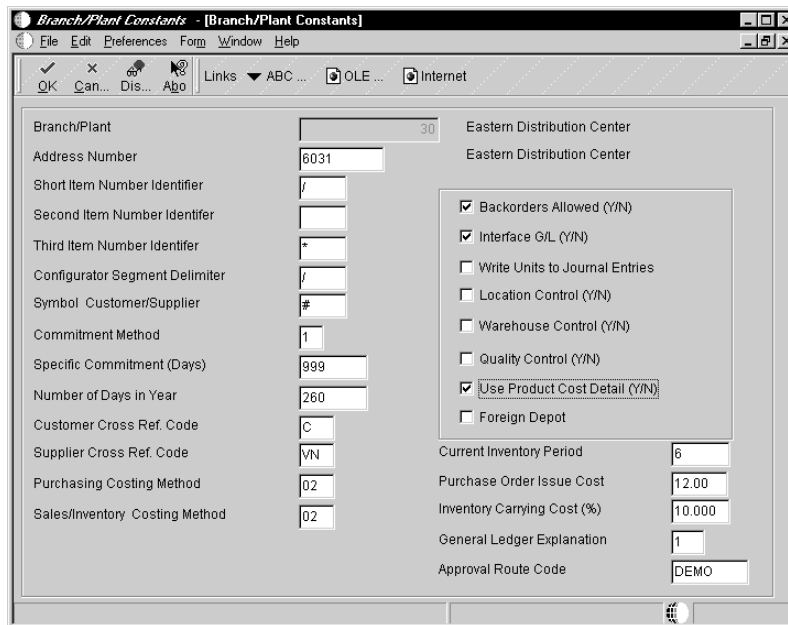 Branch/Plant Constants - [Branch/Plant Constants]
File Edit Preferences Form Window Help
OK Can... Dis... Abo Links ABC ... OLE ... Internet
Branch/Plant 30 Eastern Distribution Center
Address Number 6031 Eastern Distribution Center
Short Item Number Identifier /
Second Item Number Identifer
Third Item Number Identifer *
Configurator Segment Delimiter /
Symbol Customer/Supplier #
Commitment Method 1
Specific Commitment (Days) 999
Number of Days in Year 260
Customer Cross Ref. Code C
Supplier Cross Ref. Code VN
Purchasing Costing Method 02
Sales/Inventory Costing Method 02
Backorders Allowed (Y/N)
Interface G/L (Y/N)
Write Units to Journal Entries
Location Control (Y/N)
Warehouse Control (Y/N)
Quality Control (Y/N)
Use Product Cost Detail (Y/N)
Foreign Depot
Current Inventory Period 6
Purchase Order Issue Cost 12.00
Inventory Carrying Cost (%) 10.000
General Ledger Explanation 1
Approval Route Code DEMO